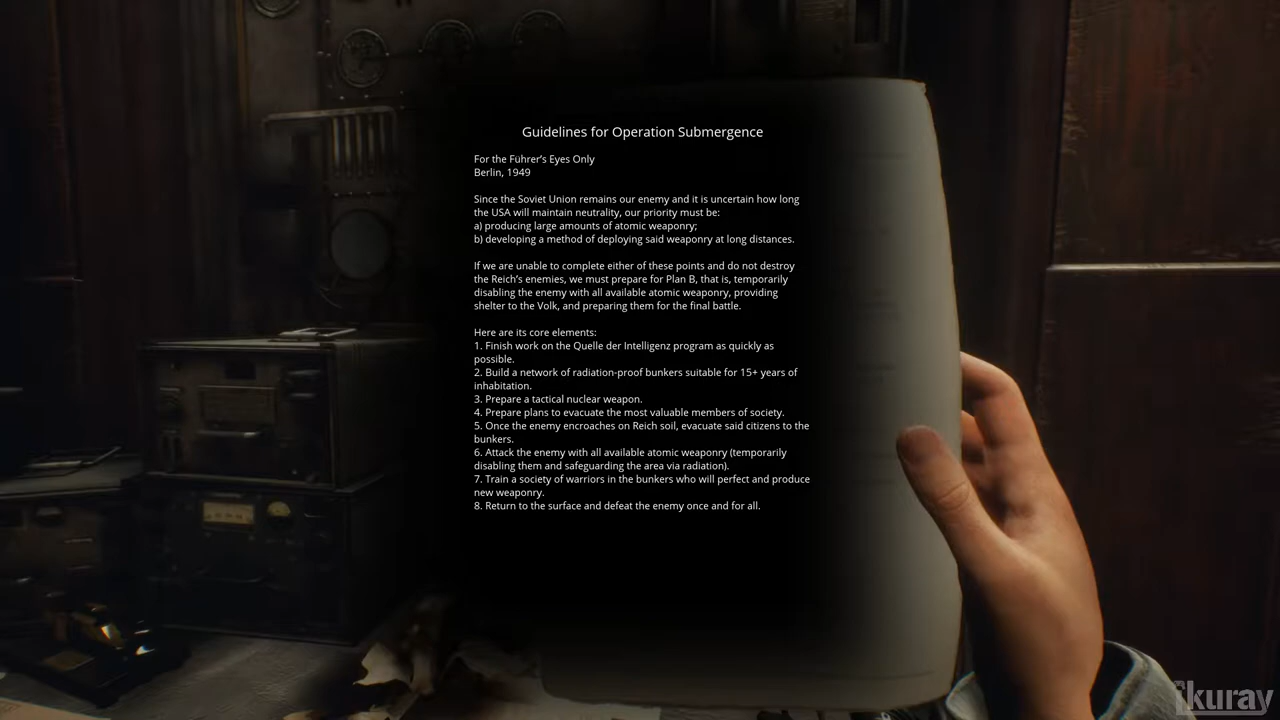 Guidelines for Operation Submergence
For the Führer's Eyes Only
Berlin, 1949
Since the Soviet Union remains our enemy and it is uncertain how long
the USA will maintain neutrality, our priority must be:
a) producing large amounts of atomic weaponry;
b) developing a method of deploying said weaponry at long distances.
If we are unable to complete either of these points and do not destroy
the Reich's enemies, we must prepare for Plan B, that is, temporarily
disabling the enemy with all available atomic weaponry, providing
shelter to the Volk, and preparing them for the final battle.
Here are its core elements:
1. Finish work on the Quelle der Intelligenz program as quickly as
possible.
2. Build a network of radiation-proof bunkers suitable for 15+ years of
inhabitation.
3. Prepare a tactical nuclear weapon.
4. Prepare plans to evacuate the most valuable members of society.
5. Once the enemy encroaches on Reich soil, evacuate said citizens to the
bunkers.
6. Attack the enemy with all available atomic weaponry (temporarily
disabling them and safeguarding the area via radiation).
7. Train a society of warriors in the bunkers who will perfect and produce
new weaponry.
8. Return to the surface and defeat the enemy once and for all.
fkuray